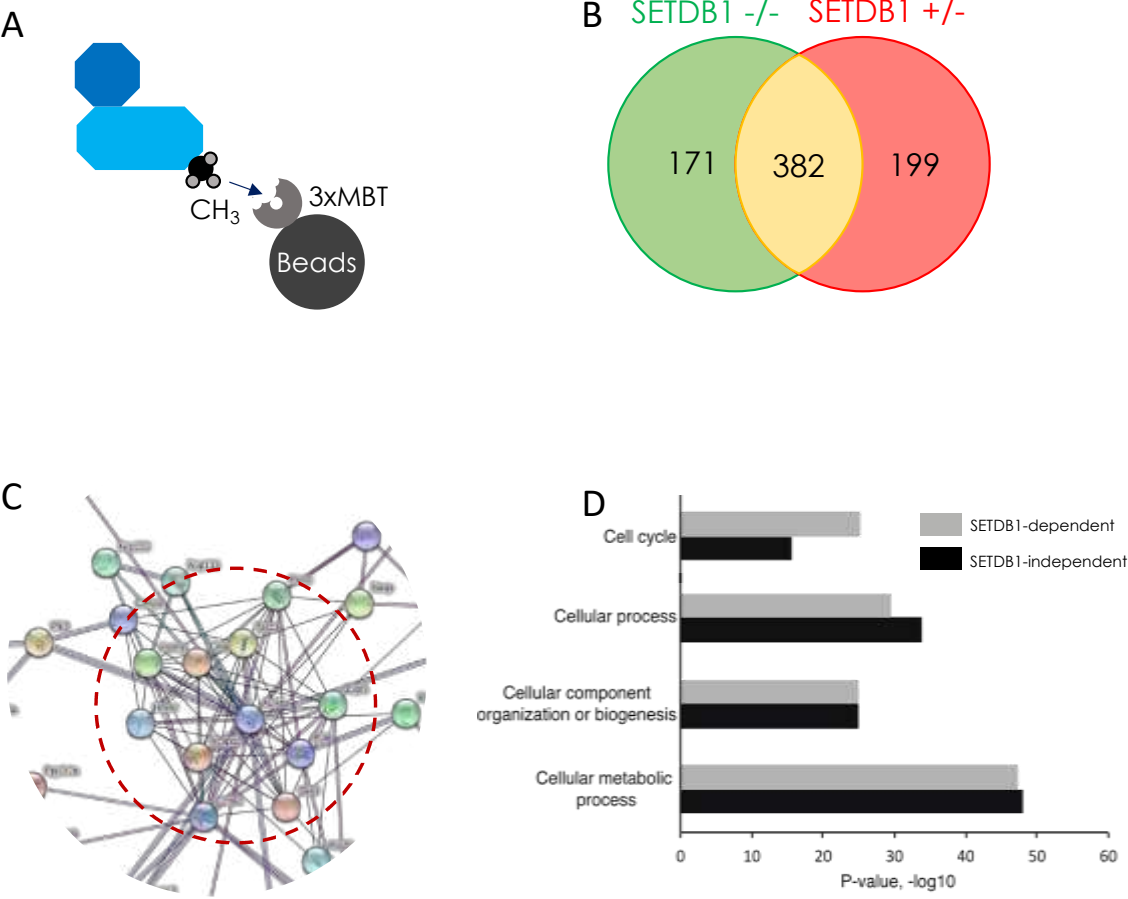 A
CH3
3xMBT
Beads
B
SETDB1 -/-
SETDB1 +/-
171
382
199
C
D
SETDB1-dependent
SETDB1-independent
Cell cycle
Cellular process
Cellular component
organization or biogenesis
Cellular metabolic
process
0 10 20 30 40 50 60
P-value, -log10